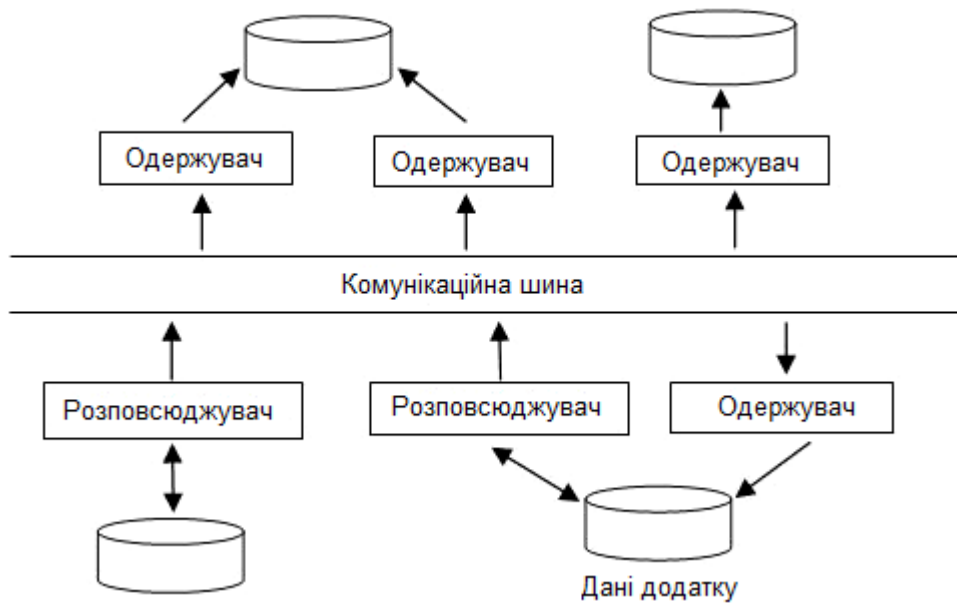 Одержувач
Одержувач
Одержувач
Комунікаційна шина
Розповсюджувач
Розповсюджувач
Одержувач
Дані додатку